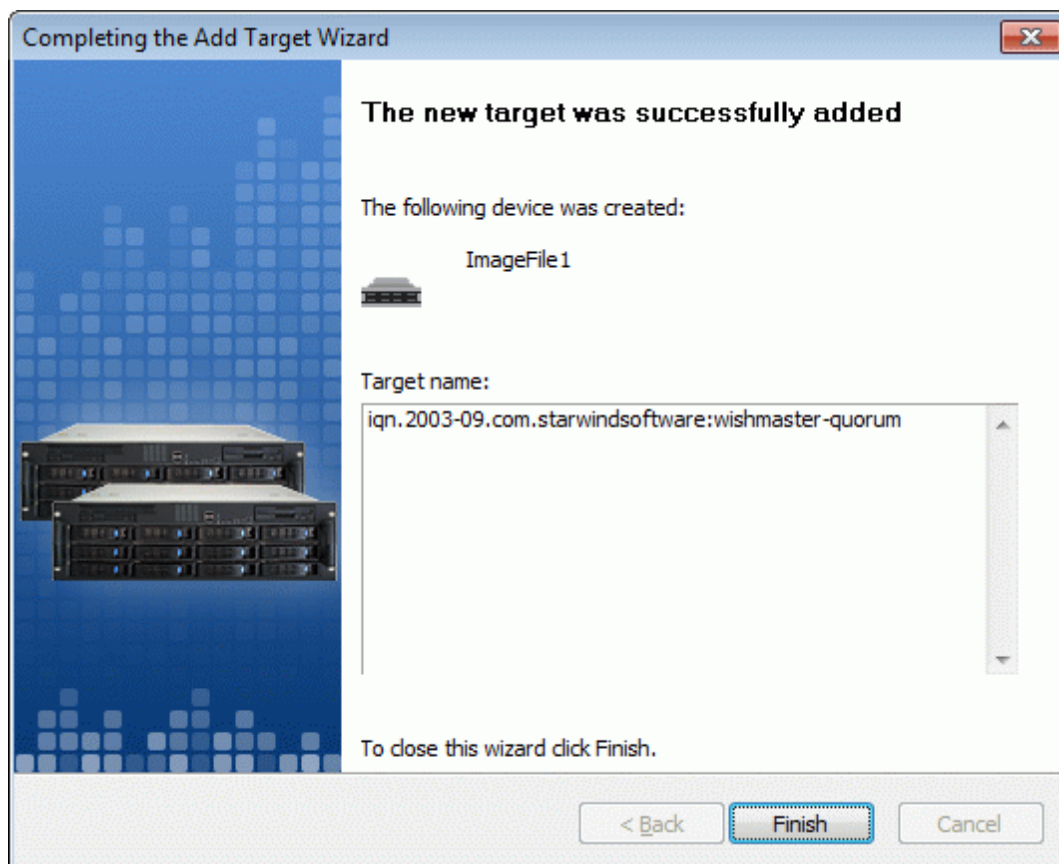 Completing the Add Target Wizard
The new target was successfully added
The following device was created:
ImageFile1
Target name:
iqn.2003-09.com.starwindsoftware:wishmaster-quorum
To close this wizard click Finish.
< Back
Finish
Cancel